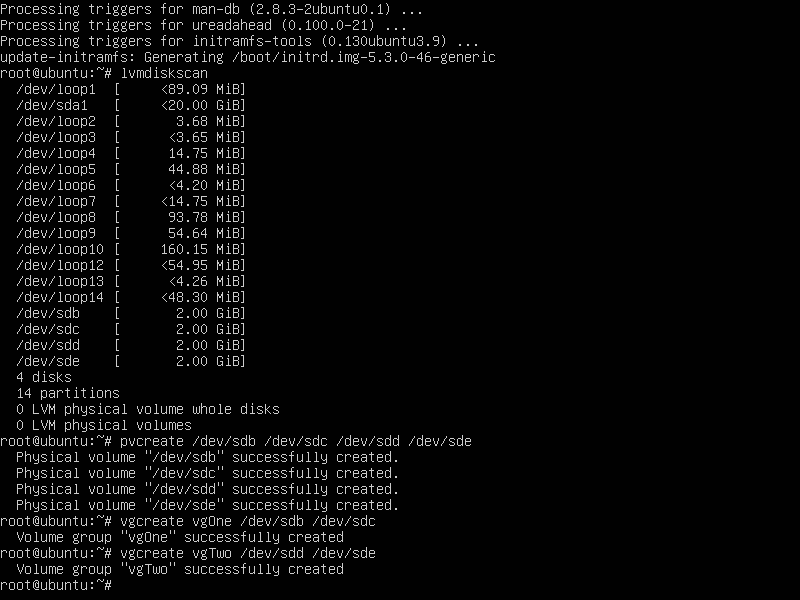 Processing triggers for man-db (2.8.3-2ubuntu0.1) ...
Processing triggers for ureadahead (0.100.0-21) ...
Processing triggers for initramfs-tools (0.130ubuntu3.9) ...
update-initramfs: Generating /boot/initrd.img-5.3.0-46-generic
root@ubuntu:~# lvmdiskscan
  /dev/loop1  [     <89.09 MiB]
  /dev/sda1   [     <20.00 GiB]
  /dev/loop2  [       3.68 MiB]
  /dev/loop3  [      <3.65 MiB]
  /dev/loop4  [      14.75 MiB]
  /dev/loop5  [      44.88 MiB]
  /dev/loop6  [      <4.20 MiB]
  /dev/loop7  [     <14.75 MiB]
  /dev/loop8  [      93.78 MiB]
  /dev/loop9  [      54.64 MiB]
  /dev/loop10 [     160.15 MiB]
  /dev/loop12 [     <54.95 MiB]
  /dev/loop13 [      <4.26 MiB]
  /dev/loop14 [     <48.30 MiB]
  /dev/sdb    [       2.00 GiB]
  /dev/sdc    [       2.00 GiB]
  /dev/sdd    [       2.00 GiB]
  /dev/sde    [       2.00 GiB]
  4 disks
  14 partitions
  0 LVM physical volume whole disks
  0 LVM physical volumes
root@ubuntu:~# pvcreate /dev/sdb /dev/sdc /dev/sdd /dev/sde
  Physical volume "/dev/sdb" successfully created.
  Physical volume "/dev/sdc" successfully created.
  Physical volume "/dev/sdd" successfully created.
  Physical volume "/dev/sde" successfully created.
root@ubuntu:~# vgcreate vgOne /dev/sdb /dev/sdc
  Volume group "vgOne" successfully created
root@ubuntu:~# vgcreate vgTwo /dev/sdd /dev/sde
  Volume group "vgTwo" successfully created
root@ubuntu:~#